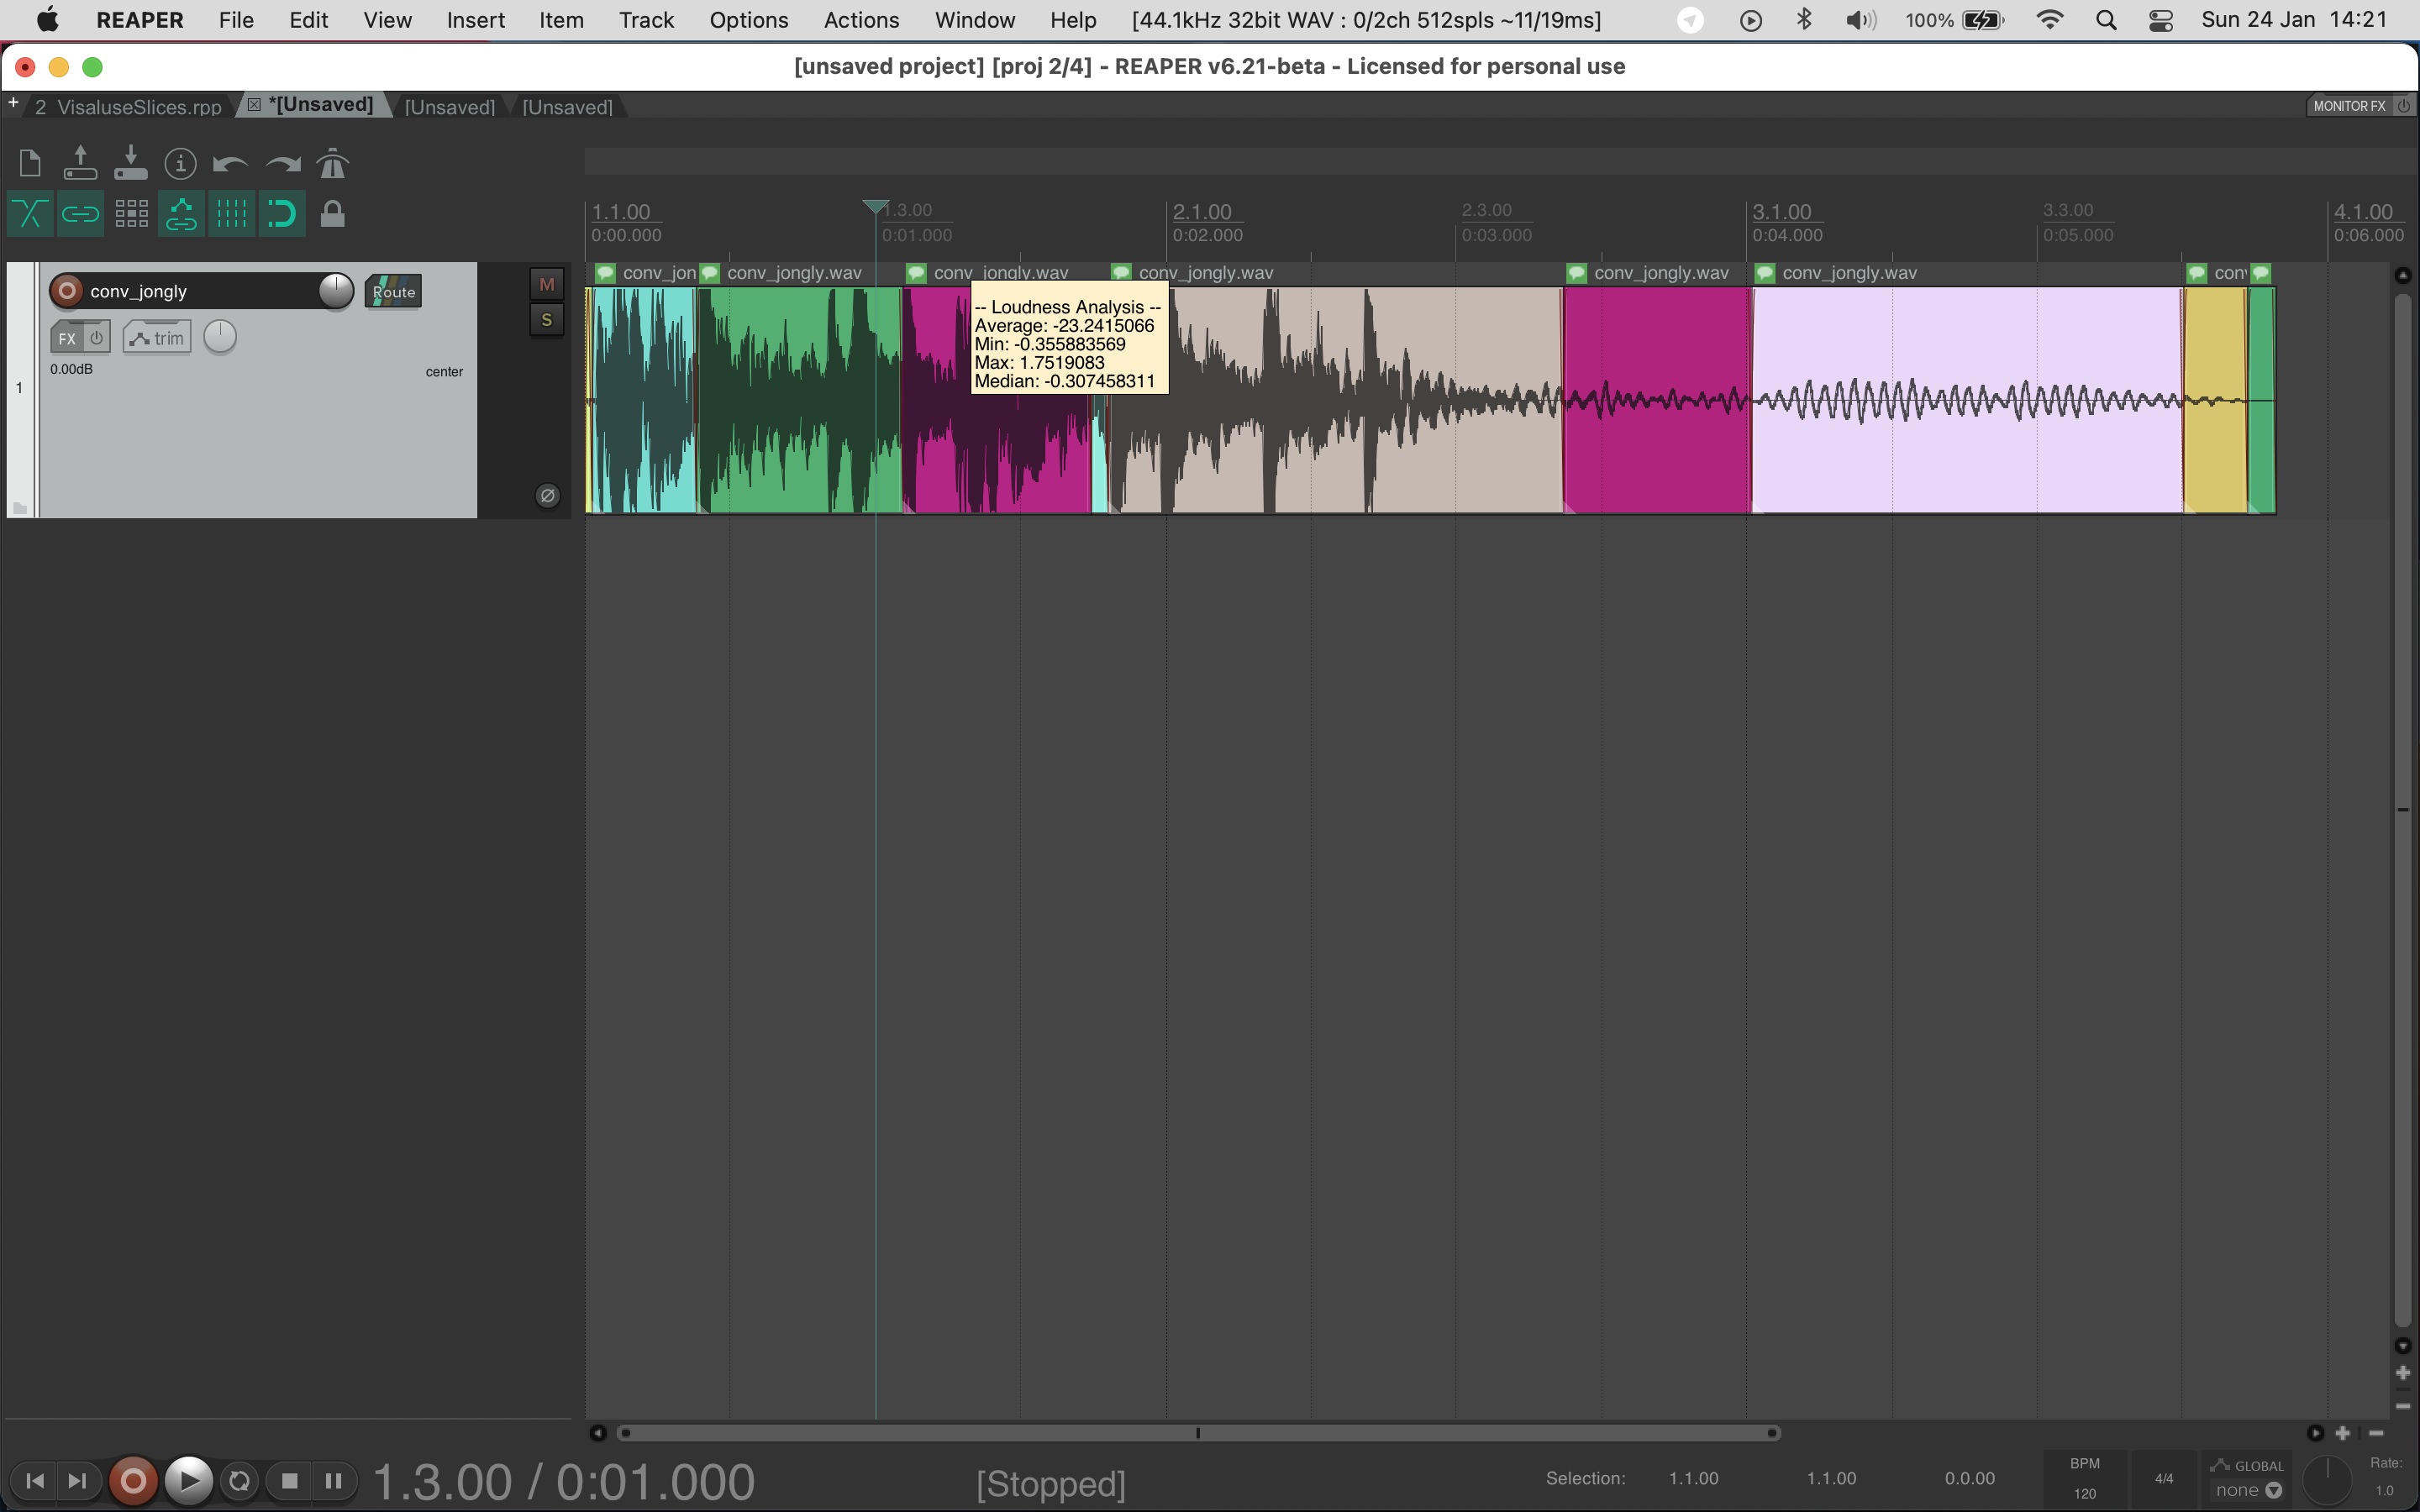 REAPER File Edit View Insert Item Track Options Actions Window Help [44.1kHz 32bit WAV : 0/2ch 512spls ~11/19ms] 100% Sun 24 Jan 14:21
[unsaved project] [proj 2/4] - REAPER v6.21-beta - Licensed for personal use
+ 2 VisaluseSlices.rpp *[Unsaved] [Unsaved] [Unsaved] MONITOR FX
1.1.00 1.3.00 2.1.00 2.3.00 3.1.00 3.3.00 4.1.00
0:00.000 0:01.000 0:02.000 0:03.000 0:04.000 0:05.000 0:06.000
conv_jon conv_jongly.wav conv_jongly.wav conv_jongly.wav conv_jongly.wav conv_jongly.wav con
conv_jongly Route M
S
FX trim
0.00dB center
1
-- Loudness Analysis --
Average: -23.2415066
Min: -0.355883569
Max: 1.7519083
Median: -0.307458311
1.3.00 / 0:01.000 [Stopped] Selection: 1.1.00 1.1.00 0.0.00
BPM
120
4/4
GLOBAL
none
Rate:
1.0